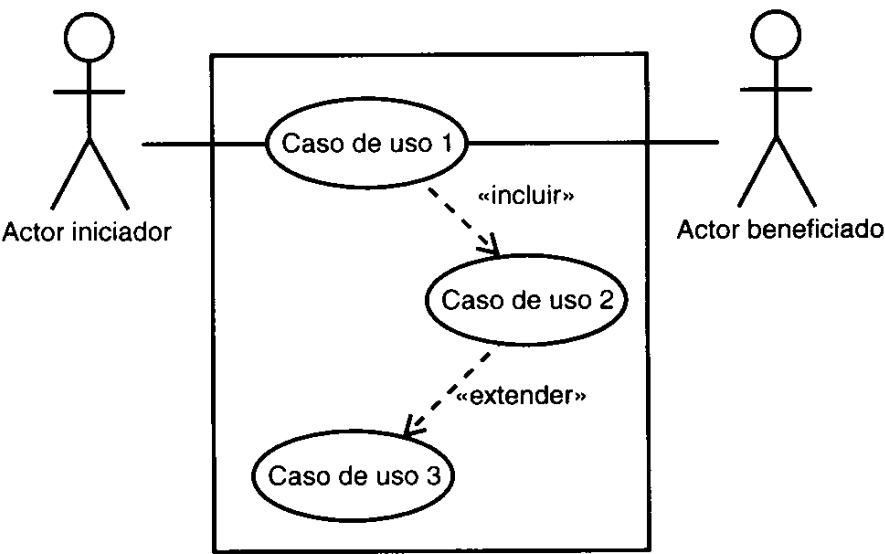 Caso de uso 1
«incluir»
Actor iniciador
Actor beneficiado
Caso de uso 2
«extender»
Caso de uso 3